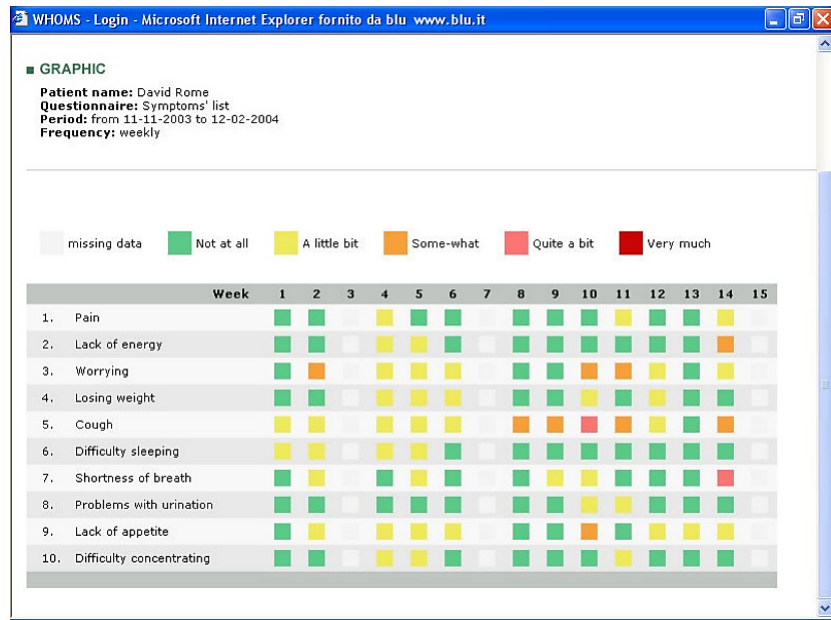 WHOMS - Login - Microsoft Internet Explorer fornito da blu www.blu.it
GRAPHIC
Patient name: David Rome
Questionnaire: Symptoms' list
Period: from 11-11-2003 to 12-02-2004
Frequency: weekly
missing data Not at all A little bit Some-what Quite a bit Very much
Week 1 2 3 4 5 6 7 8 9 10 11 12 13 14 15
1. Pain
2. Lack of energy
3. Worrying
4. Losing weight
5. Cough
6. Difficulty sleeping
7. Shortness of breath
8. Problems with urination
9. Lack of appetite
10. Difficulty concentrating